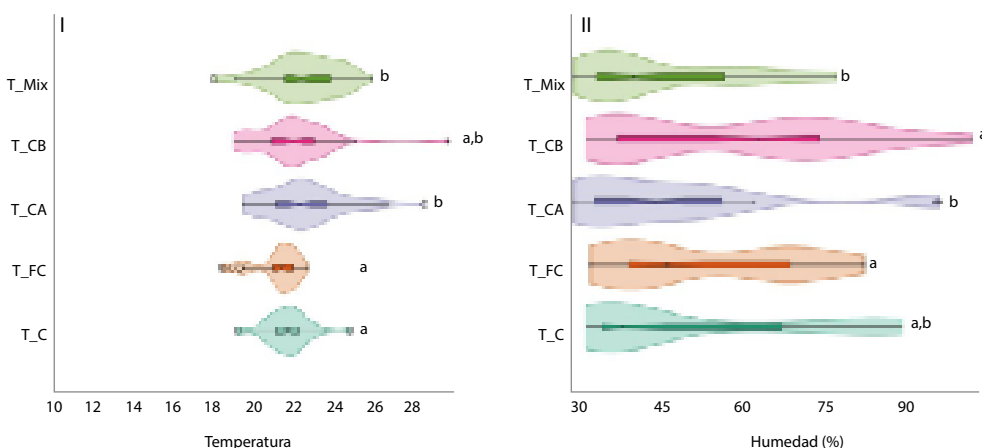 I
T_Mix
b
T_CB
a,b
T_CA
b
T_FC
a
T_C
a
10 12 14 16 18 20 22 24 26 28
Temperatura
II
T_Mix
b
T_CB
a
T_CA
b
T_FC
a
T_C
a,b
30 45 60 75 90
Humedad (%)